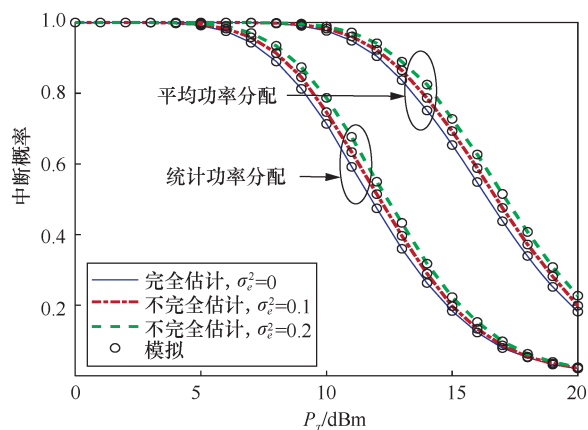 1.0
0.8
0.6
0.4
0.2
中断概率
平均功率分配
统计功率分配
完全估计, σ_e^2=0
不完全估计, σ_e^2=0.1
不完全估计, σ_e^2=0.2
模拟
0 5 10 15 20
P_T/dBm